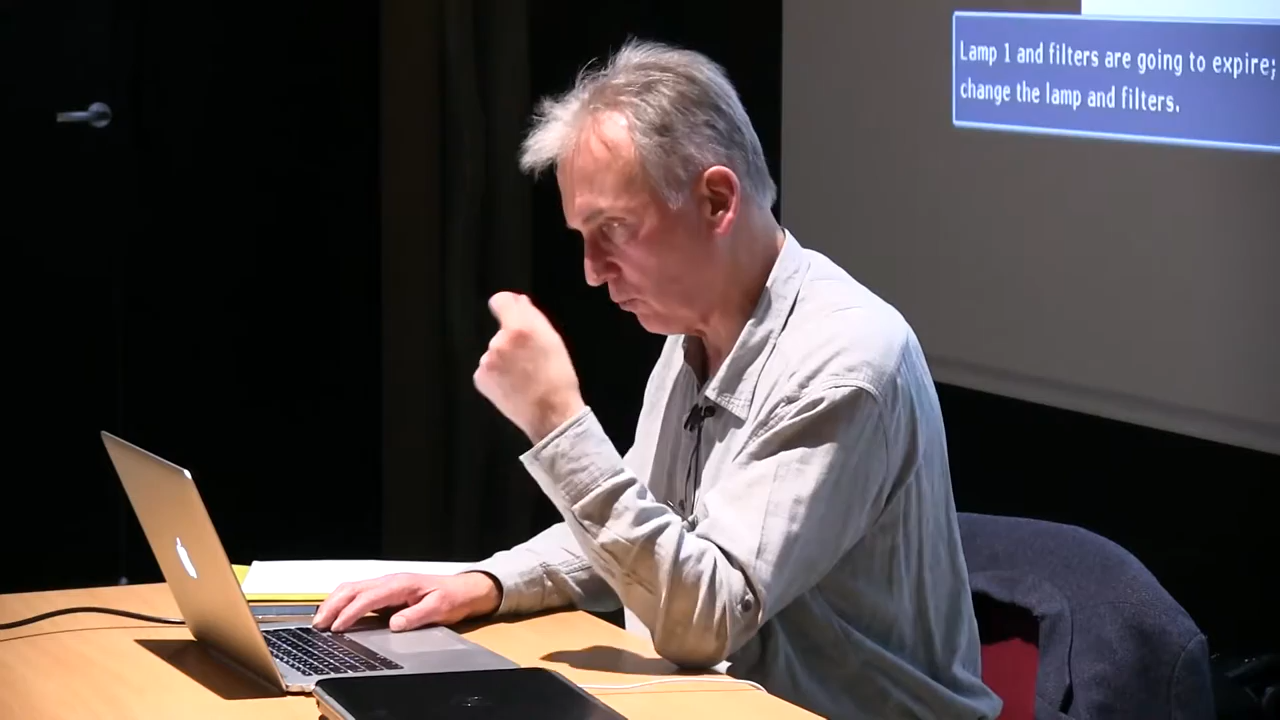 Lamp 1 and filters are going to expire;
change the lamp and filters.